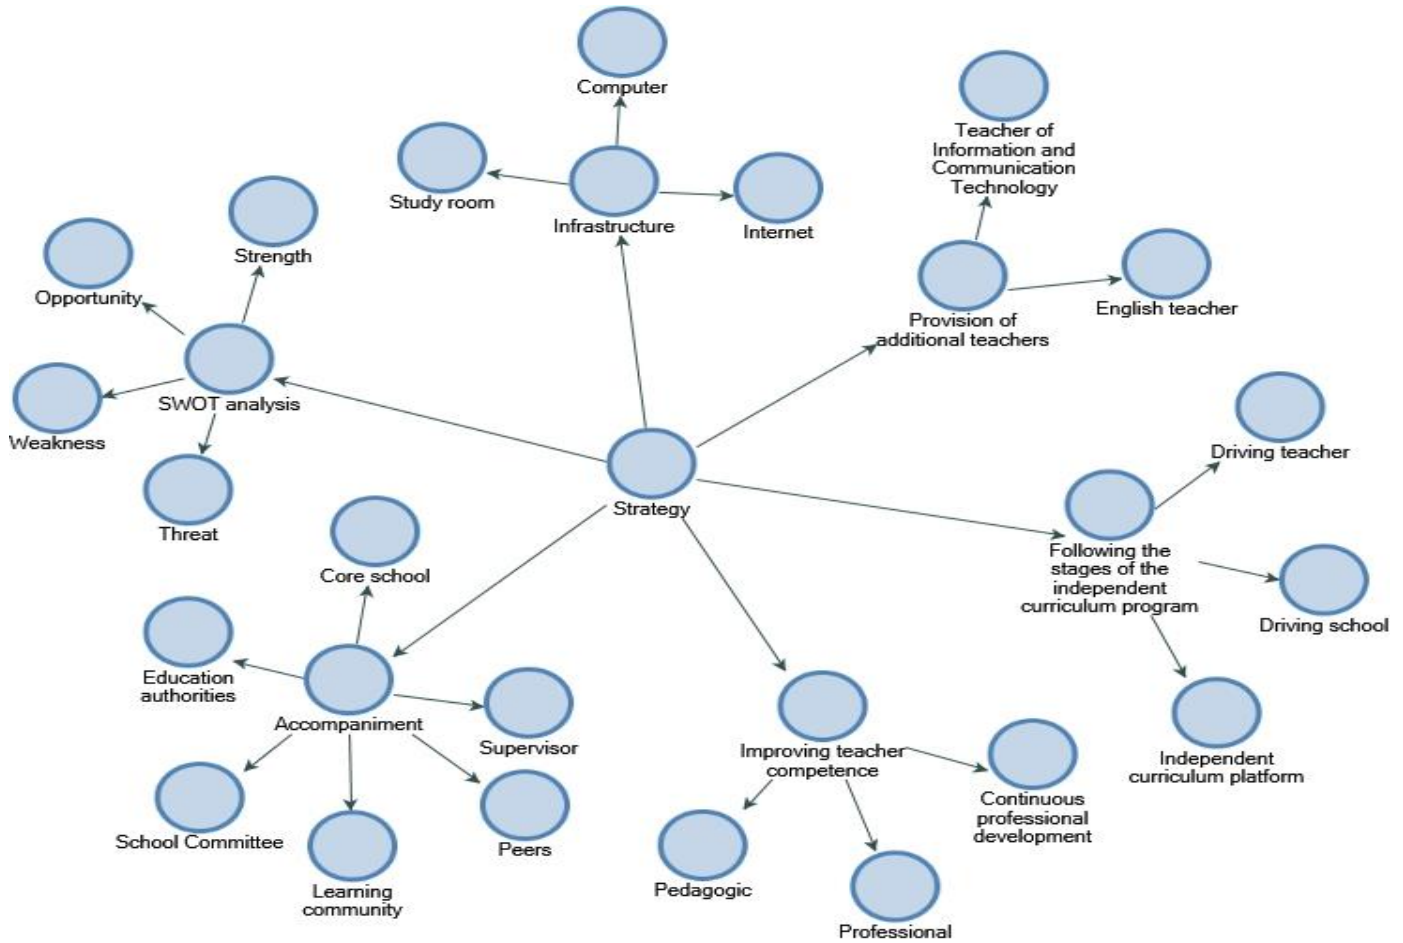 Computer
Study room
Infrastructure
Internet
Teacher of
Information and
Communication
Technology
Provision of
additional teachers
English teacher
Strength
Opportunity
SWOT analysis
Weakness
Threat
Strategy
Driving teacher
Following the
stages of the
independent
curriculum program
Driving school
Independent
curriculum platform
Core school
Education
authorities
Accompaniment
Supervisor
School Committee
Learning
community
Peers
Improving teacher
competence
Continuous
professional
development
Pedagogic
Professional